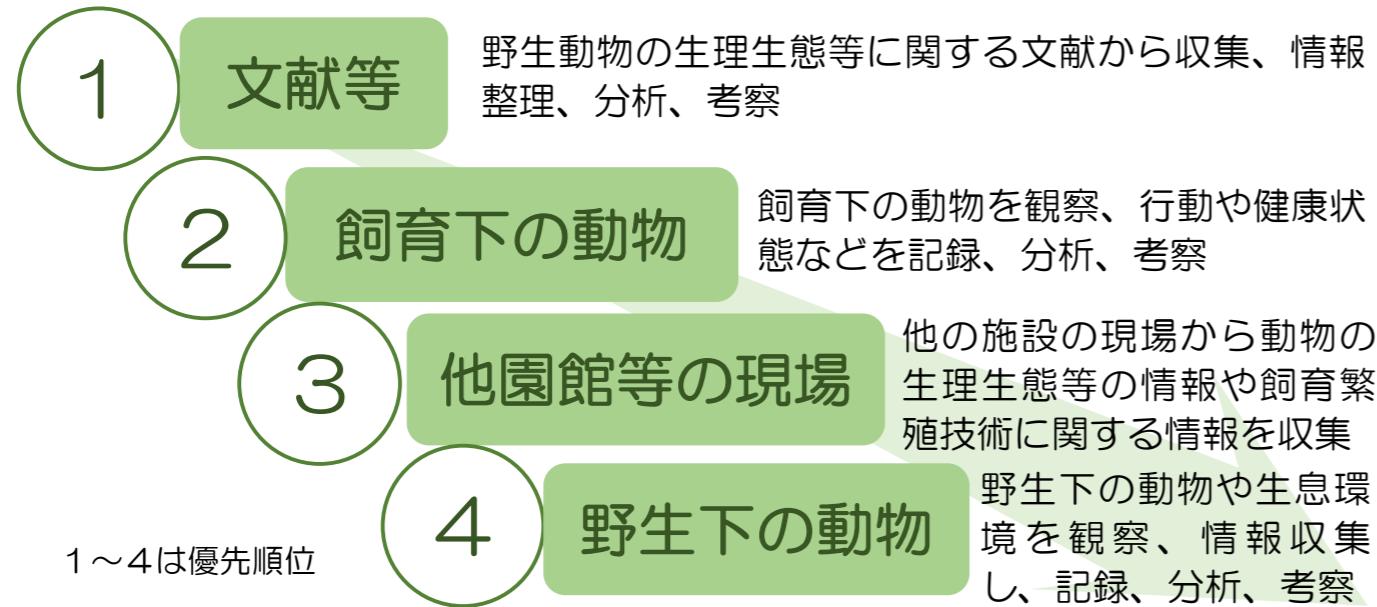 1
文献等
野生動物の生理生態等に関する文献から収集、情報
整理、分析、考察
2
飼育下の動物
飼育下の動物を観察、行動や健康状
態などを記録、分析、考察
3
他園館等の現場
他の施設の現場から動物の
生理生態等の情報や飼育繁
殖技術に関する情報を収集
4
野生下の動物
野生下の動物や生息環
境を観察、情報収集
し、記録、分析、考察
1～4は優先順位